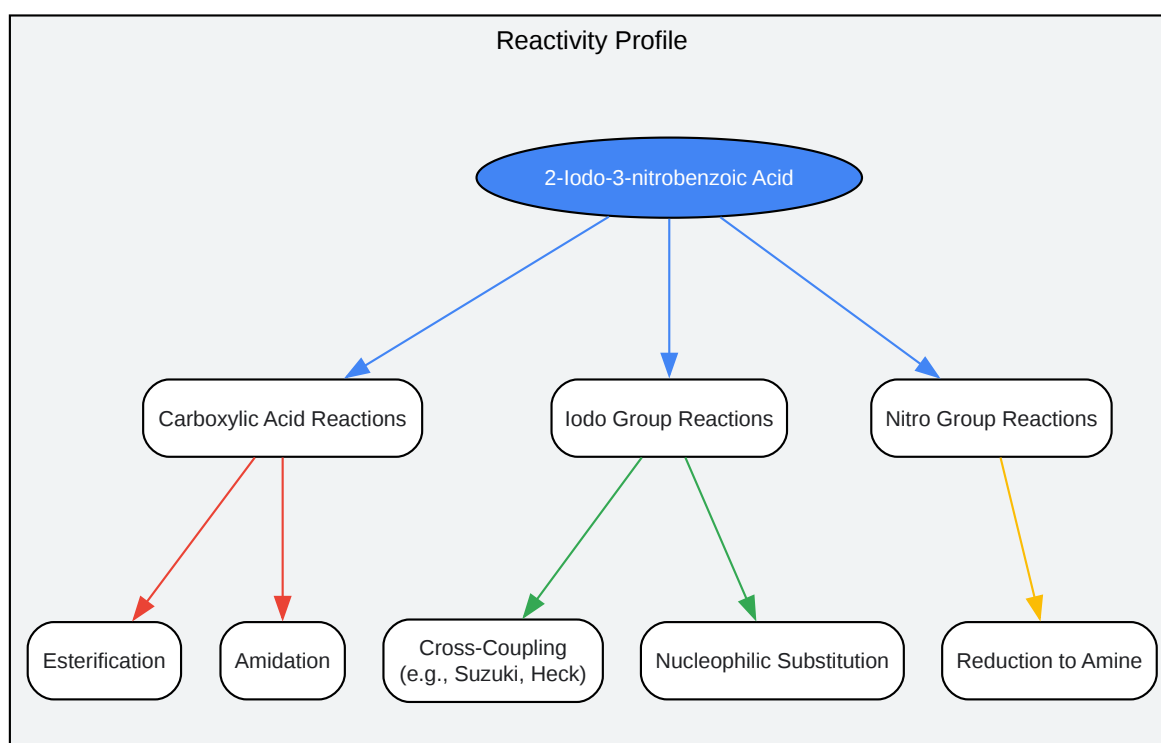 Reactivity Profile
2-Iodo-3-nitrobenzoic Acid
Carboxylic Acid Reactions
Iodo Group Reactions
Nitro Group Reactions
Esterification
Amidation
Cross-Coupling
(e.g., Suzuki, Heck)
Nucleophilic Substitution
Reduction to Amine